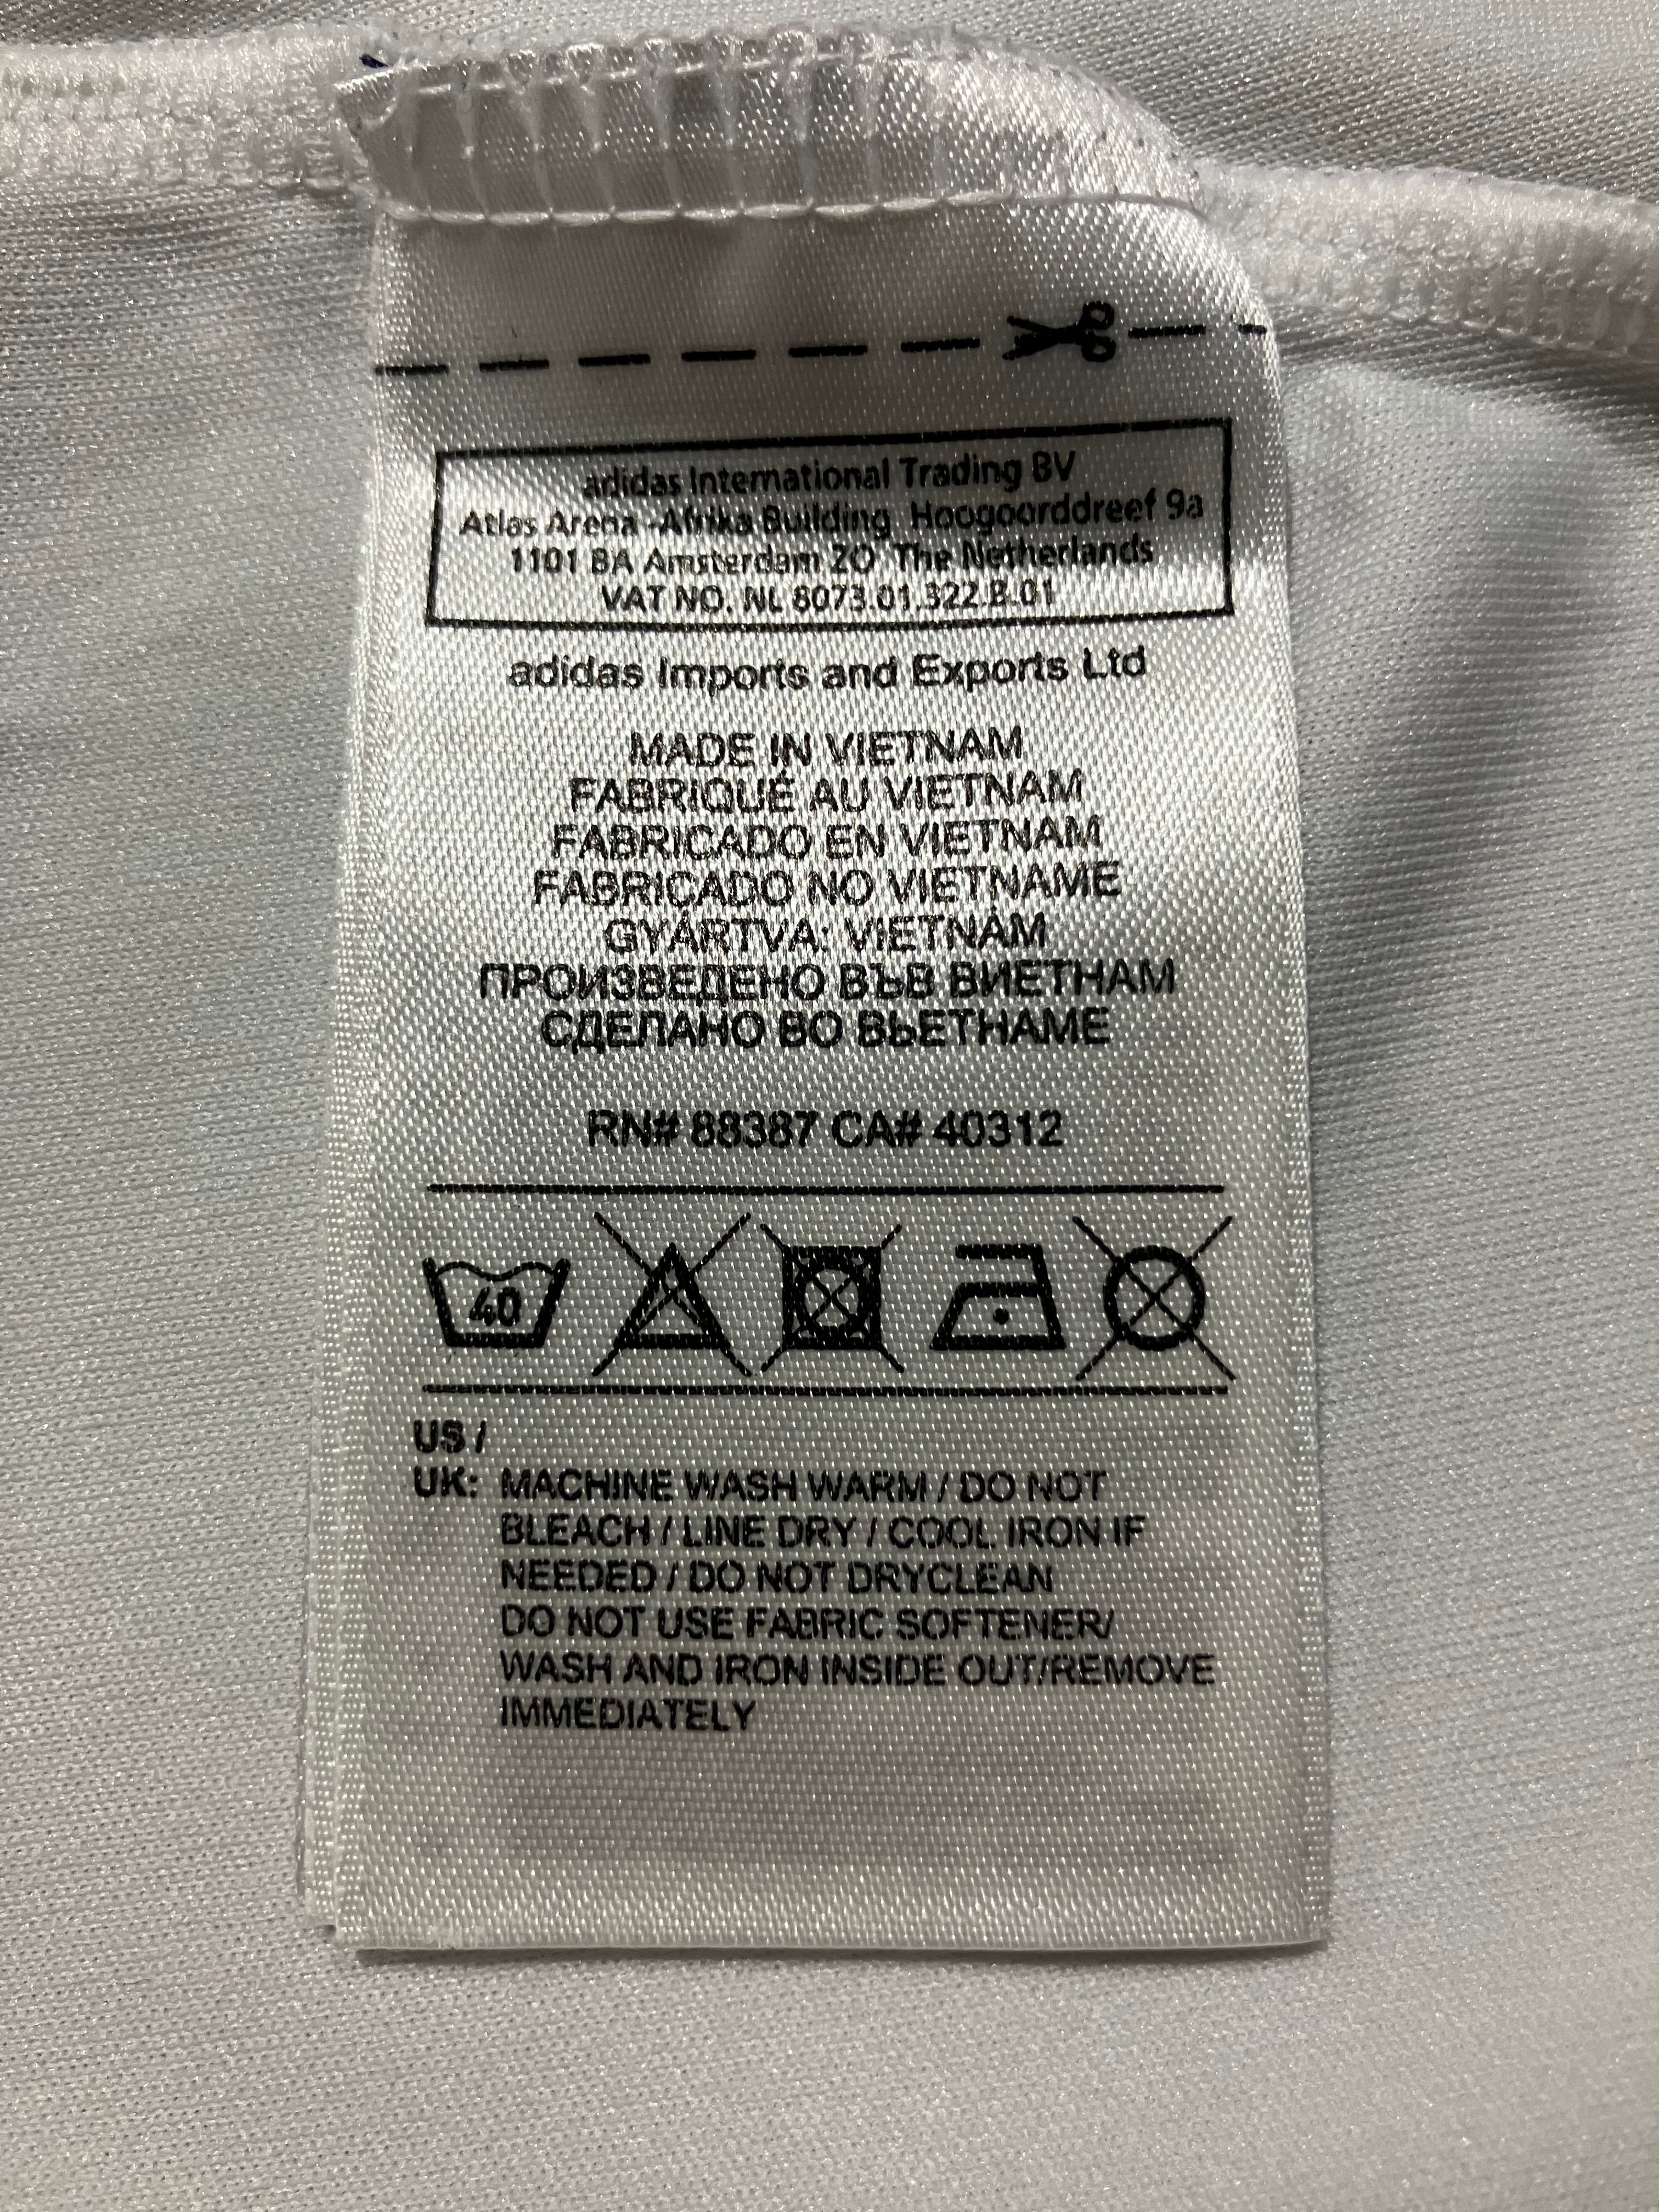 adidas International Trading BV
Atlas Arena -Afrika Building Hoogoorddreef 9a
1101 BA Amsterdam ZO The Netherlands
VAT NO. NL 8073.01.322.B.01
adidas Imports and Exports Ltd
MADE IN VIETNAM
FABRIQUÉ AU VIETNAM
FABRICADO EN VIETNAM
FABRICADO NO VIETNAME
GYÁRTVA: VIETNÁM
ПРОИЗВЕДЕНО ВЪВ ВИЕТНАМ
СДЕЛАНО ВО ВЬЕТНАМЕ
RN# 88387 CA# 40312
40
US /
UK: MACHINE WASH WARM / DO NOT
BLEACH / LINE DRY / COOL IRON IF
NEEDED / DO NOT DRYCLEAN
DO NOT USE FABRIC SOFTENER/
WASH AND IRON INSIDE OUT/REMOVE
IMMEDIATELY